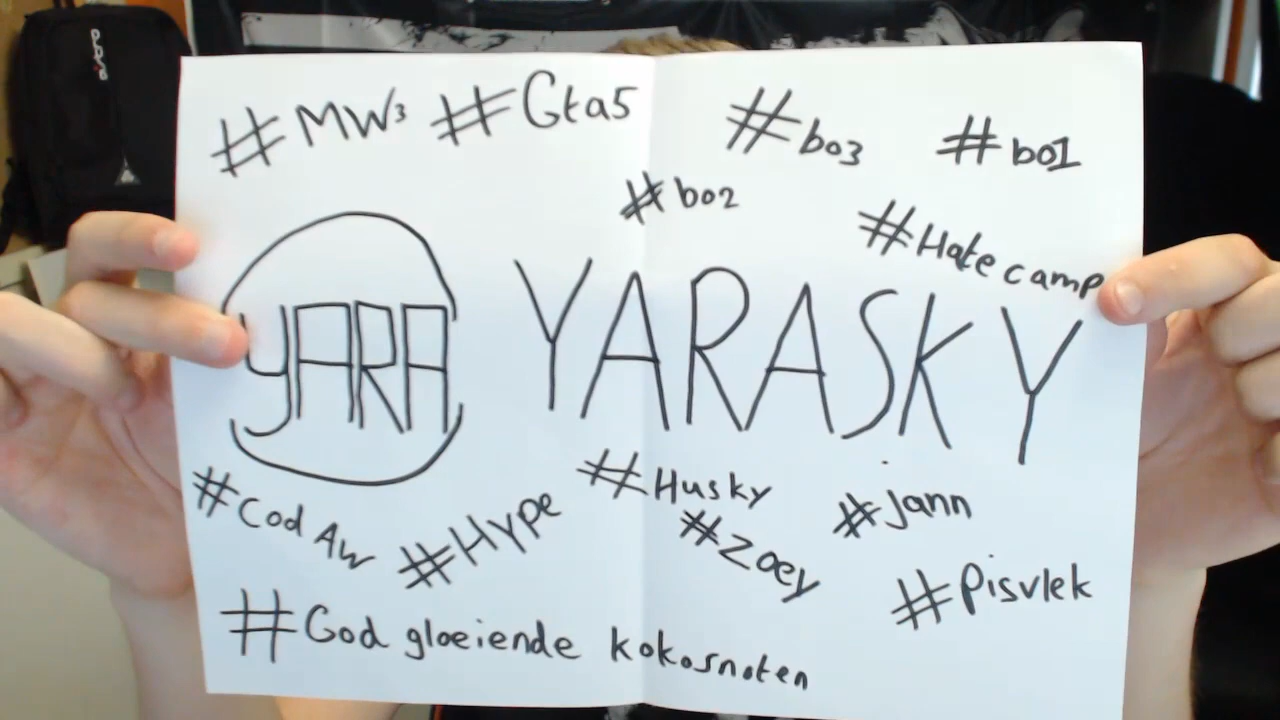 #MW3 #Gta5 #bo3 #bo1
#bo2
#Hate camp
YARA YARASKY
#Cod AW #Hype #Husky #Jann
#Zoey
#Pisvlek
#God gloeiende kokosnoten